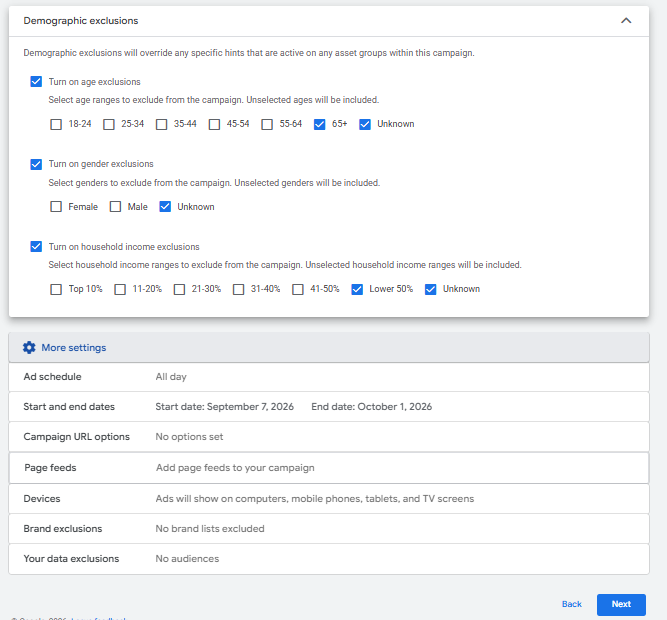 Demographic exclusions
Demographic exclusions will override any specific hints that are active on any asset groups within this campaign.
Turn on age exclusions
Select age ranges to exclude from the campaign. Unselected ages will be included.
18-24 25-34 35-44 45-54 55-64 65+ Unknown
Turn on gender exclusions
Select genders to exclude from the campaign. Unselected genders will be included.
Female Male Unknown
Turn on household income exclusions
Select household income ranges to exclude from the campaign. Unselected household income ranges will be included.
Top 10% 11-20% 21-30% 31-40% 41-50% Lower 50% Unknown
More settings
Ad schedule All day
Start and end dates Start date: September 7, 2026 End date: October 1, 2026
Campaign URL options No options set
Page feeds Add page feeds to your campaign
Devices Ads will show on computers, mobile phones, tablets, and TV screens
Brand exclusions No brand lists excluded
Your data exclusions No audiences
Back Next